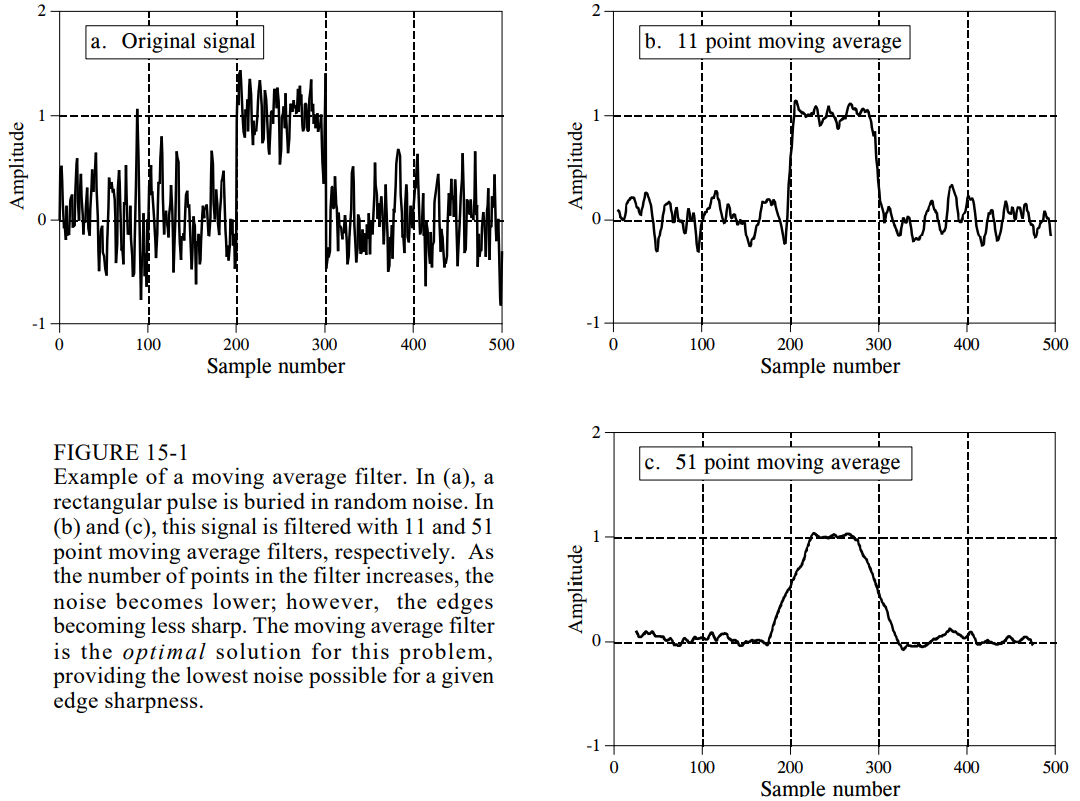 a. Original signal
2
1
0
-1
Amplitude
0 100 200 300 400 500
Sample number
b. 11 point moving average
2
1
0
-1
Amplitude
0 100 200 300 400 500
Sample number
FIGURE 15-1
Example of a moving average filter. In (a), a
rectangular pulse is buried in random noise. In
(b) and (c), this signal is filtered with 11 and 51
point moving average filters, respectively. As
the number of points in the filter increases, the
noise becomes lower; however, the edges
becoming less sharp. The moving average filter
is the optimal solution for this problem,
providing the lowest noise possible for a given
edge sharpness.
c. 51 point moving average
2
1
0
-1
Amplitude
0 100 200 300 400 500
Sample number